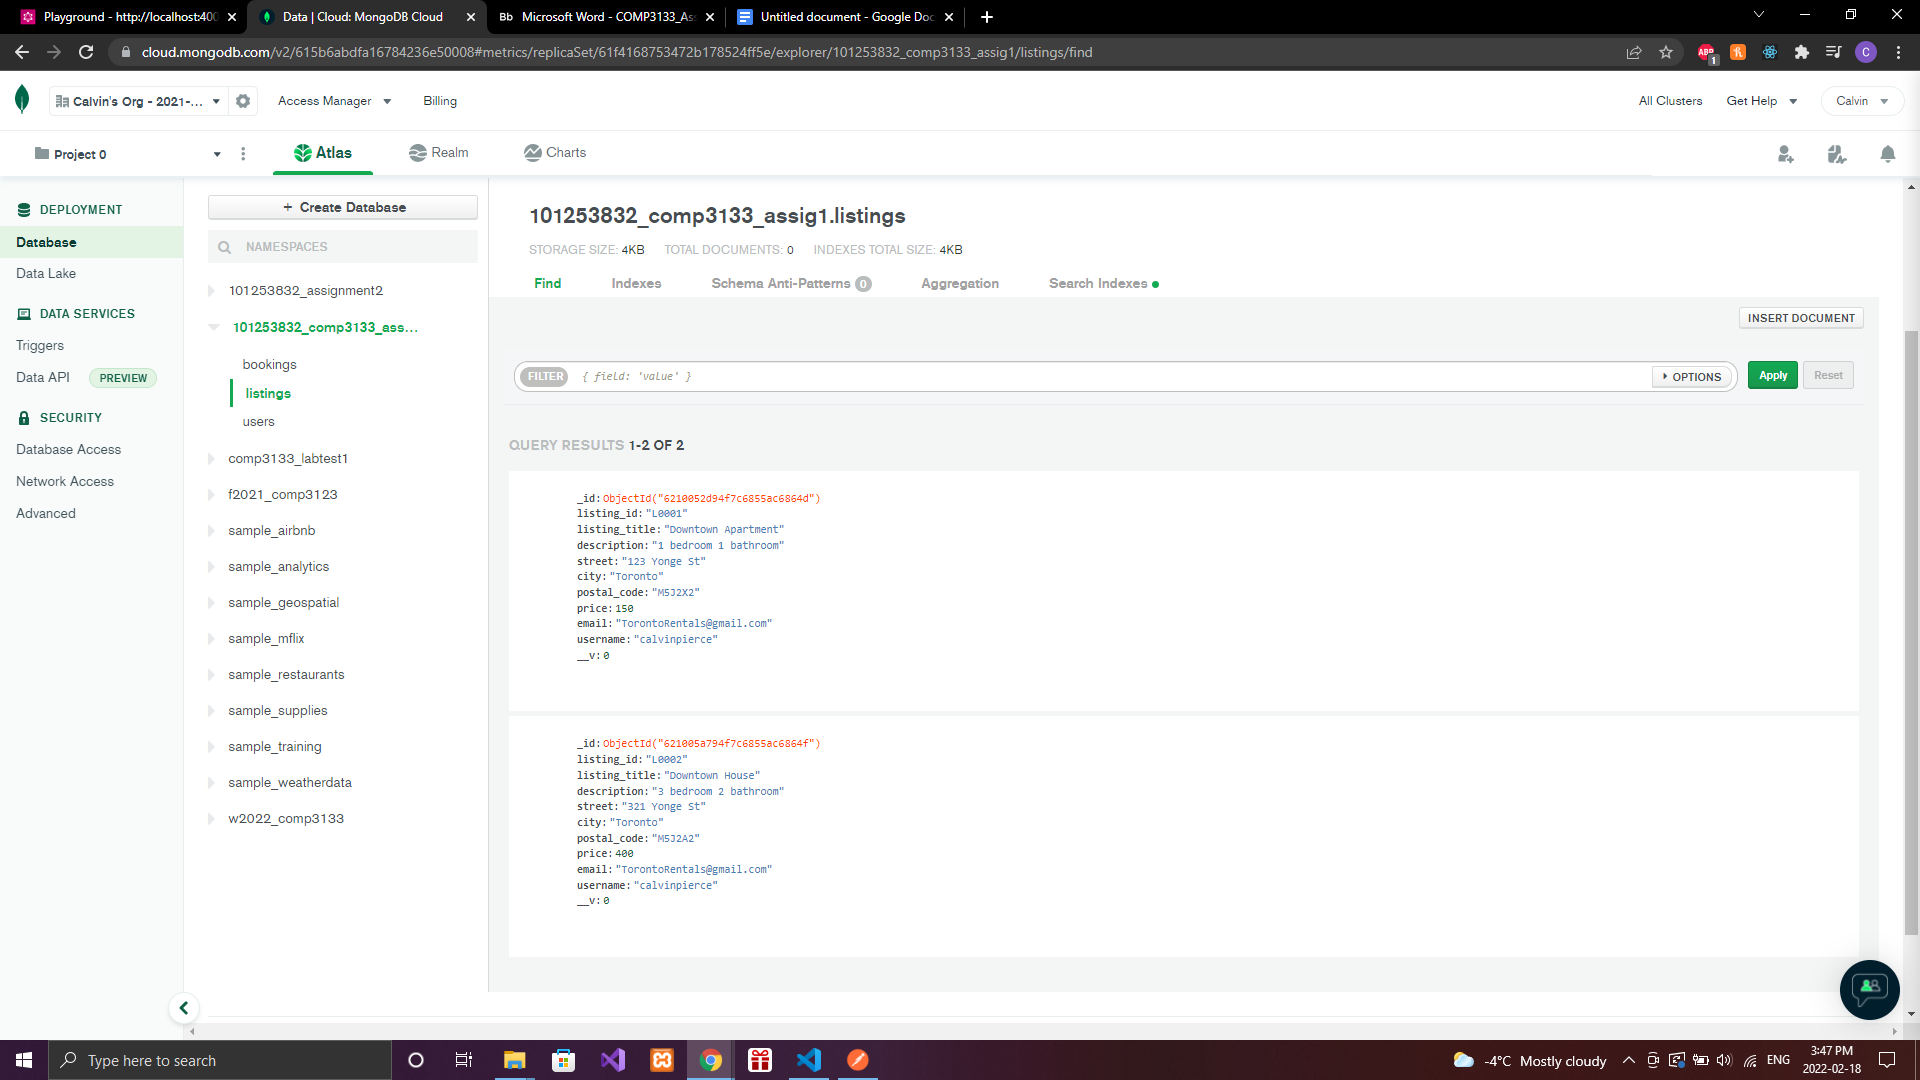 Playground - http://localhost:400
Data | Cloud: MongoDB Cloud
Bb Microsoft Word - COMP3133_As
Untitled document - Google Doc
cloud.mongodb.com/v2/615b6abdfa16784236e50008#metrics/replicaSet/61f4168753472b178524ff5e/explorer/101253832_comp3133_assig1/listings/find
ABP
1
C
Calvin's Org - 2021-...
Access Manager
Billing
All Clusters
Get Help
Calvin
Project 0
Atlas
Realm
Charts
DEPLOYMENT
Database
Data Lake
DATA SERVICES
Triggers
Data API PREVIEW
SECURITY
Database Access
Network Access
Advanced
+ Create Database
NAMESPACES
101253832_assignment2
101253832_comp3133_ass...
bookings
listings
users
comp3133_labtest1
f2021_comp3123
sample_airbnb
sample_analytics
sample_geospatial
sample_mflix
sample_restaurants
sample_supplies
sample_training
sample_weatherdata
w2022_comp3133
101253832_comp3133_assig1.listings
STORAGE SIZE: 4KB TOTAL DOCUMENTS: 0 INDEXES TOTAL SIZE: 4KB
Find Indexes Schema Anti-Patterns 0 Aggregation Search Indexes
INSERT DOCUMENT
FILTER { field: 'value' } OPTIONS Apply Reset
QUERY RESULTS 1-2 OF 2
_id: ObjectId("6210052d94f7c6855ac6864d")
listing_id: "L0001"
listing_title: "Downtown Apartment"
description: "1 bedroom 1 bathroom"
street: "123 Yonge St"
city: "Toronto"
postal_code: "M5J2X2"
price: 150
email: "TorontoRentals@gmail.com"
username: "calvinpierce"
__v: 0
_id: ObjectId("621005a794f7c6855ac6864f")
listing_id: "L0002"
listing_title: "Downtown House"
description: "3 bedroom 2 bathroom"
street: "321 Yonge St"
city: "Toronto"
postal_code: "M5J2A2"
price: 400
email: "TorontoRentals@gmail.com"
username: "calvinpierce"
__v: 0
Type here to search
-4°C Mostly cloudy
ENG
3:47 PM
2022-02-18